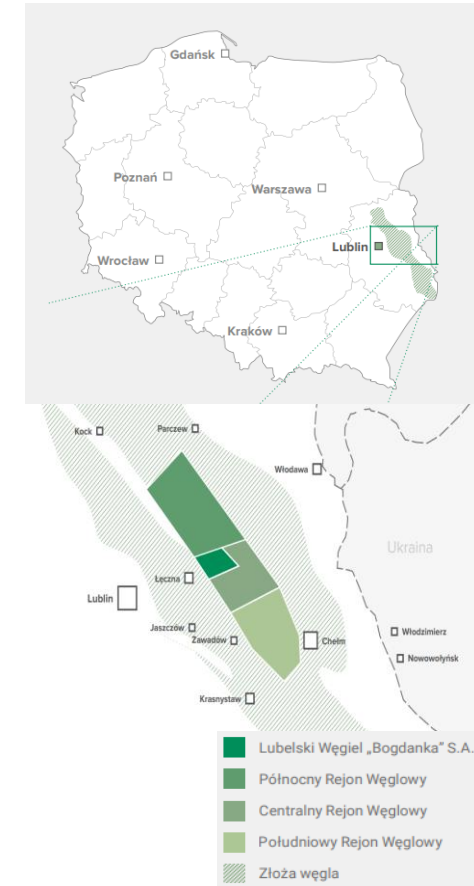 Gdańsk
Poznań
Warszawa
Lublin
Wrocław
Kraków
Kock
Parczew
Włodawa
Ukraina
Łęczna
Lublin
Jaszczów
Zawadów
Chełm
Włodzimierz
Nowowołyńsk
Krasnystaw
Lubelski Węgiel „Bogdanka” S.A.
Północny Rejon Węglowy
Centralny Rejon Węglowy
Południowy Rejon Węglowy
Złoża węgla